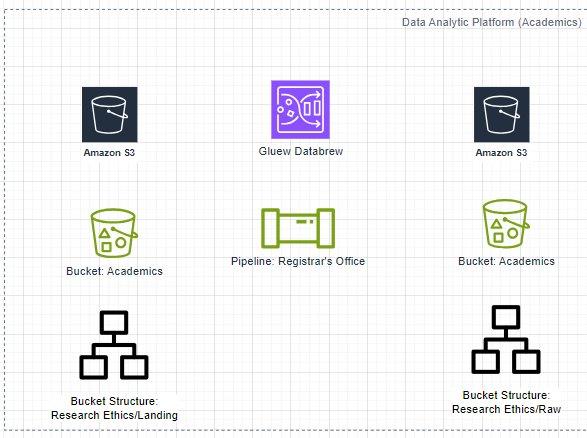 Data Analytic Platform (Academics)
Amazon S3
Gluew Databrew
Amazon S3
Bucket: Academics
Pipeline: Registrar's Office
Bucket: Academics
Bucket Structure:
Research Ethics/Landing
Bucket Structure:
Research Ethics/Raw